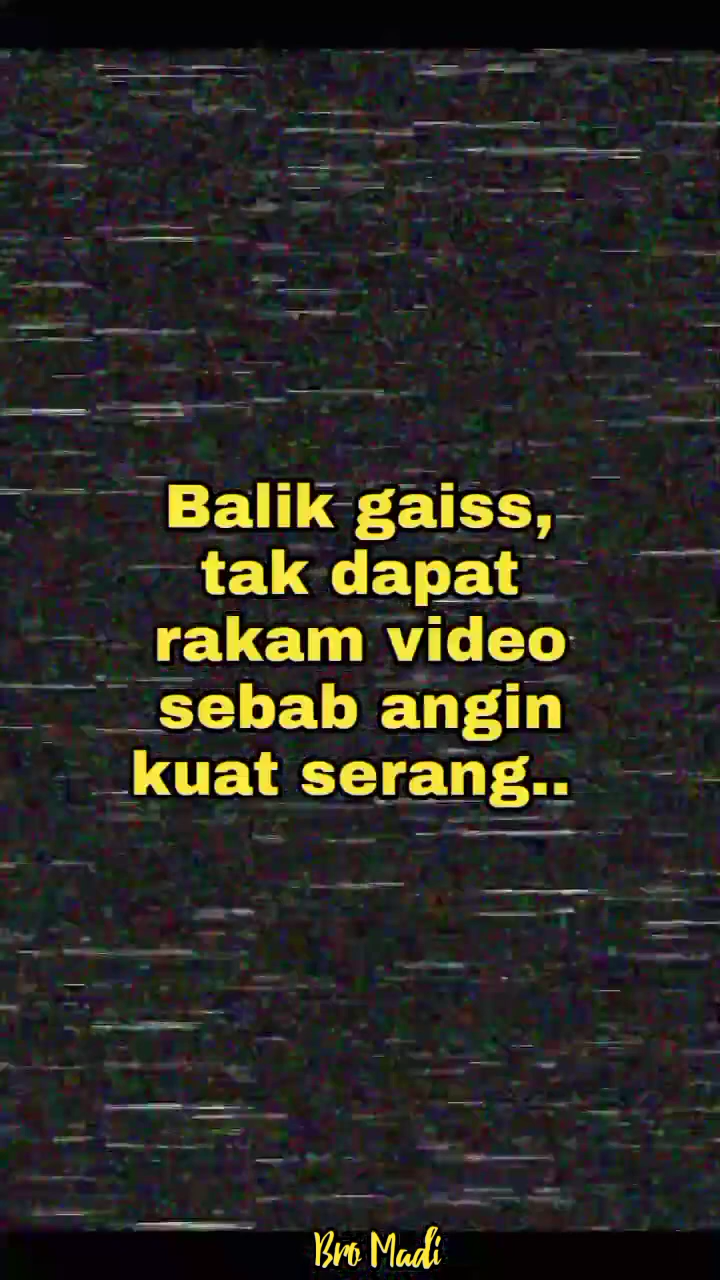 Balik gaiss,
tak dapat
rakam video
sebab angin
kuat serang..
Bro Madi